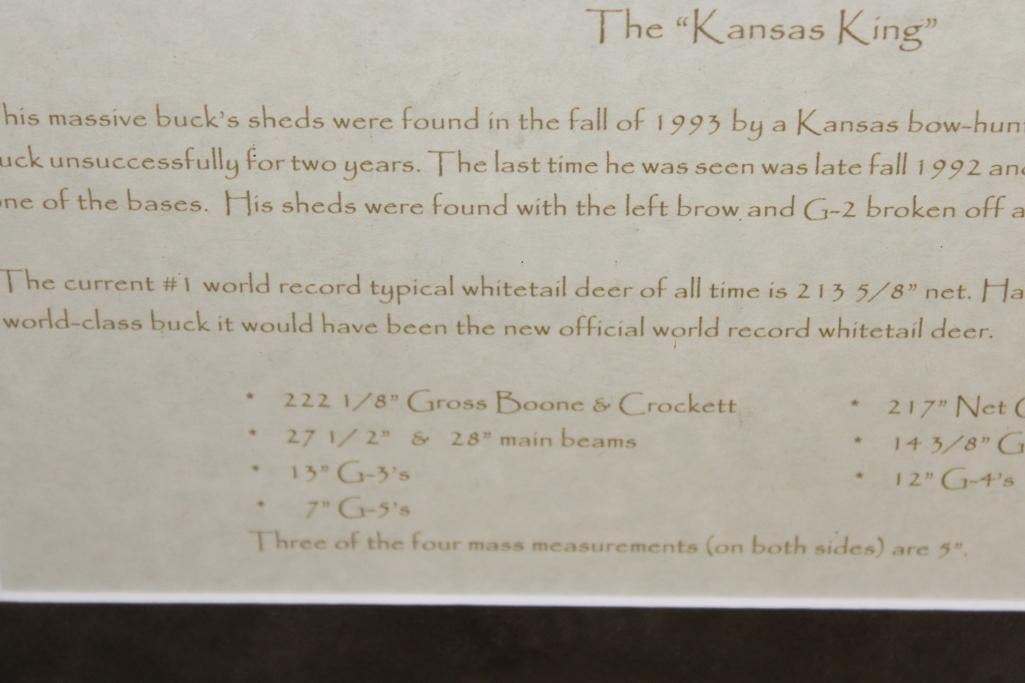 The “Kansas King”
his massive buck's sheds were found in the fall of 1993 by a Kansas bow-hun
uck unsuccessfully for two years. The last time he was seen was late fall 1992 an
ne of the bases. His sheds were found with the left brow and G-2 broken off a
The current #1 world record typical whitetail deer of all time is 213 5/8” net. Ha
world-class buck it would have been the new official world record whitetail deer.
* 222 1/8” Gross Boone & Crockett * 217” Net
* 27 1/2” & 28” main beams * 14 3/8” G
* 13” G-3's * 12” G-4's
* 7” G-5's
Three of the four mass measurements (on both sides) are 5”.